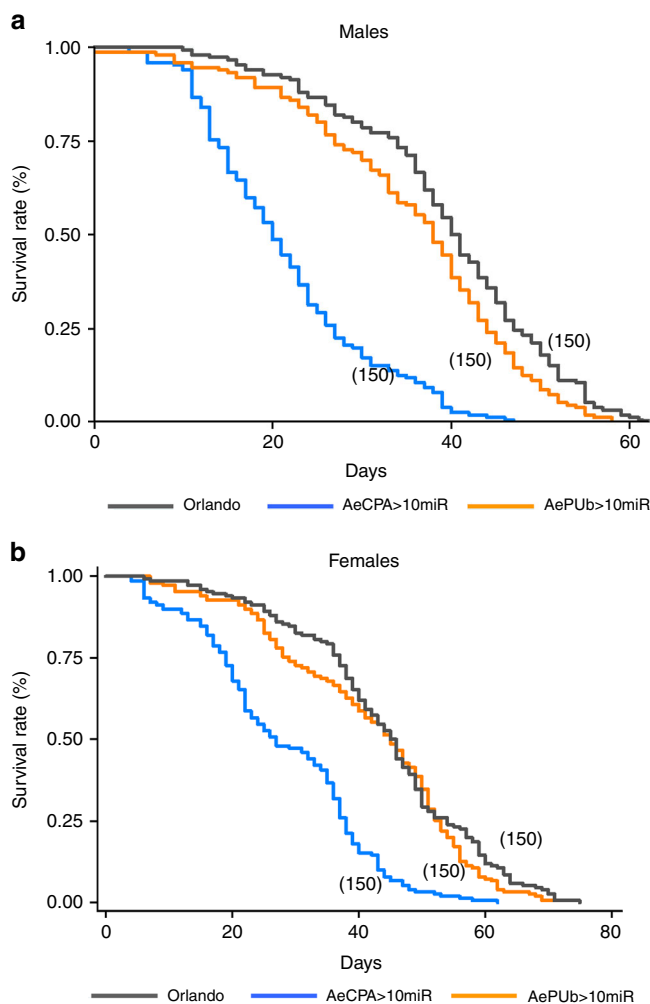 a
Males
1.00
0.75
0.50
0.25
0.00
Survival rate (%)
(150)
(150)
(150)
0
20
40
60
Days
Orlando
AeCPA>10miR
AePUb>10miR
b
Females
1.00
0.75
0.50
0.25
0.00
Survival rate (%)
(150)
(150)
(150)
0
20
40
60
80
Days
Orlando
AeCPA>10miR
AePUb>10miR